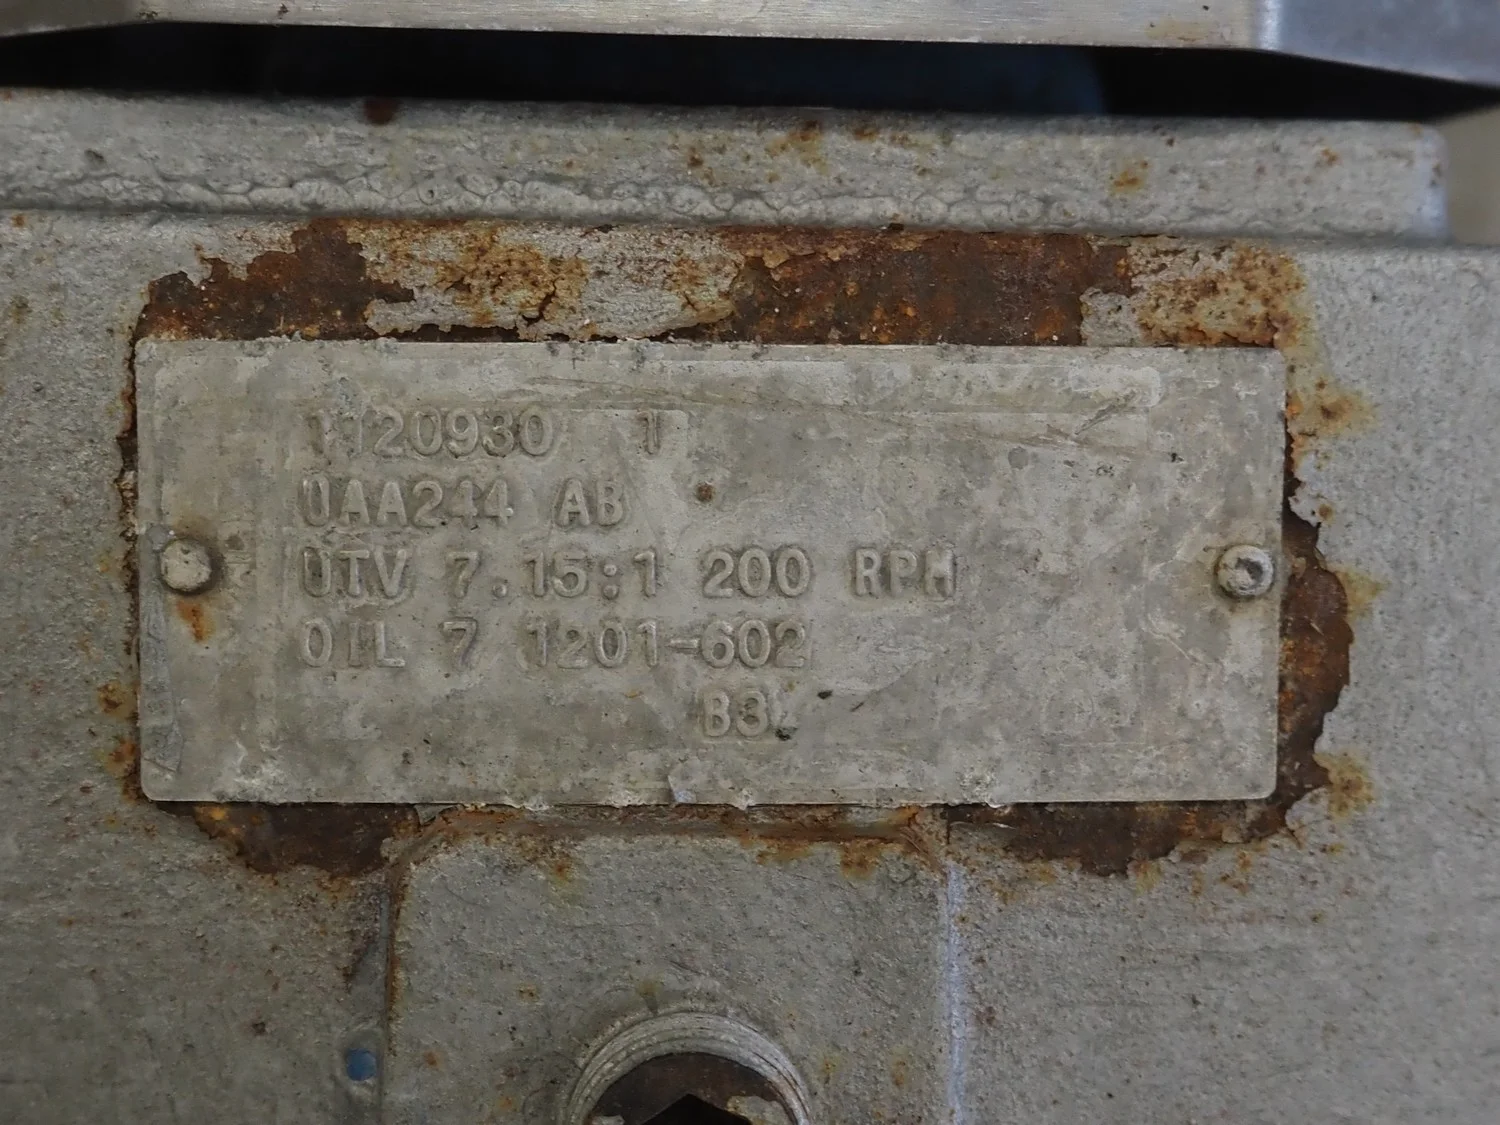 1120930 1
UAA244 AB
UTV 7.15:1 200 RPM
OIL 7 1201-602
B3